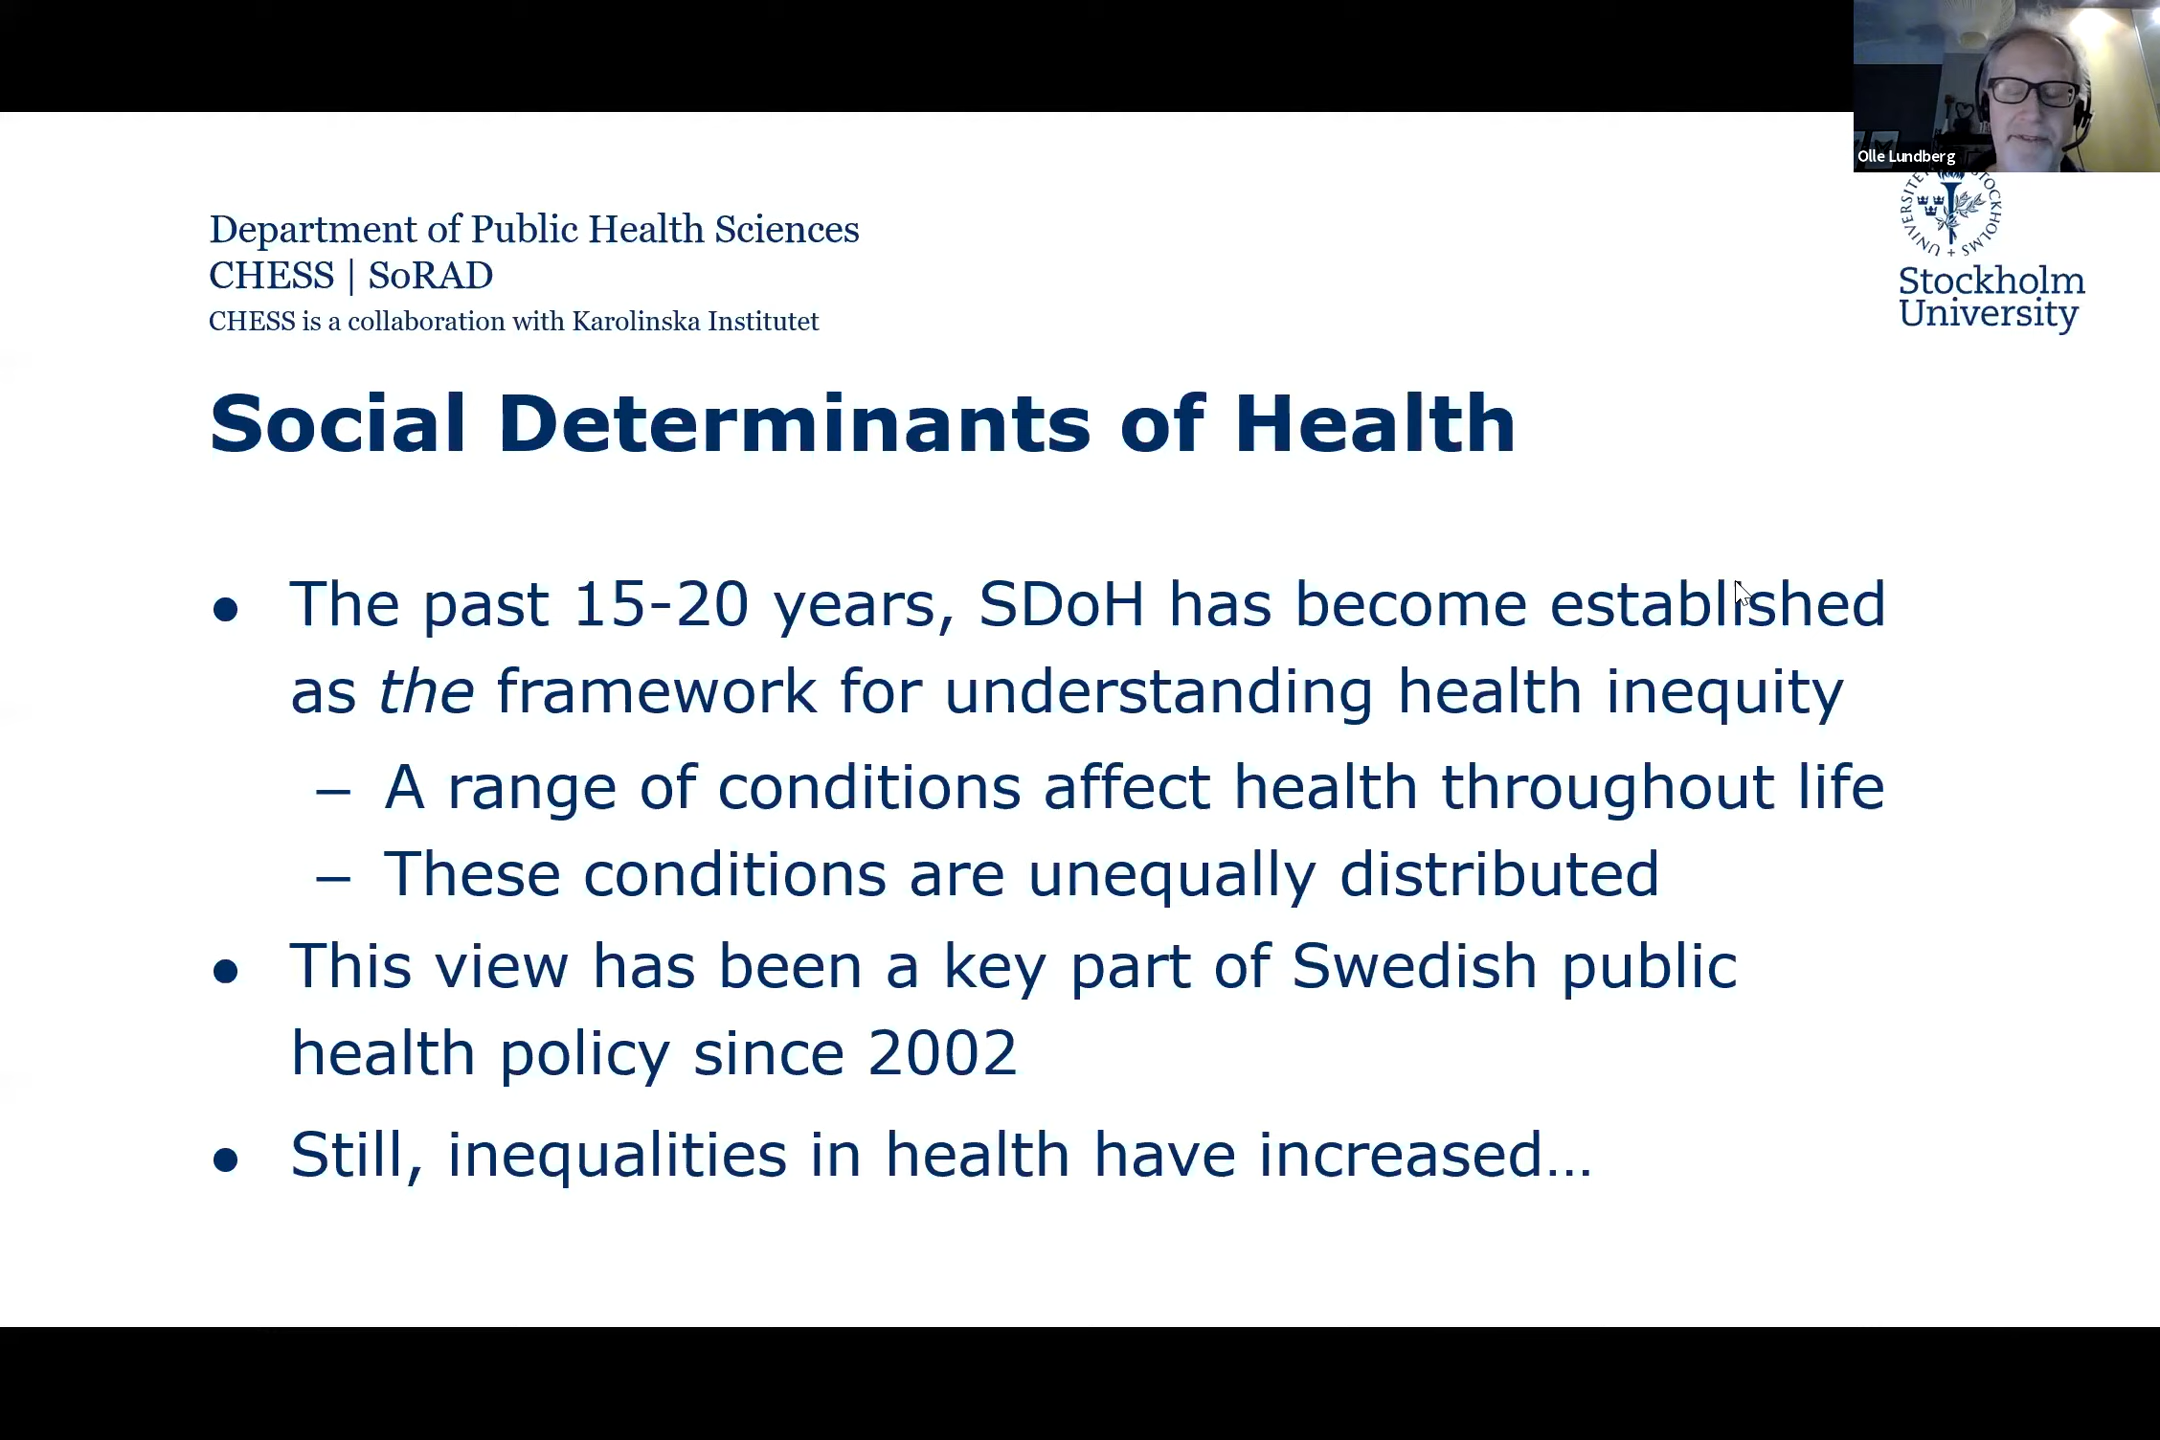 Olle Lundberg
Department of Public Health Sciences
CHESS | SoRAD
CHESS is a collaboration with Karolinska Institutet
Stockholm
University
Social Determinants of Health
● The past 15-20 years, SDoH has become established
as the framework for understanding health inequity
– A range of conditions affect health throughout life
– These conditions are unequally distributed
● This view has been a key part of Swedish public
health policy since 2002
● Still, inequalities in health have increased…